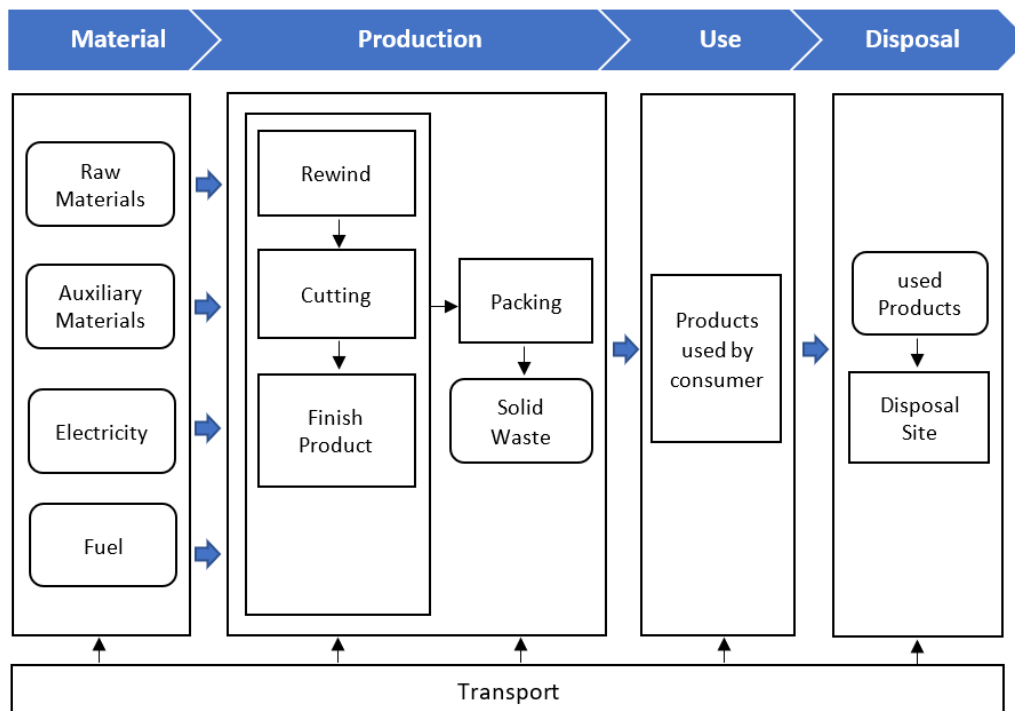 Material
Production
Use
Disposal
Raw
Materials
Auxiliary
Materials
Electricity
Fuel
Rewind
Cutting
Finish
Product
Packing
Solid
Waste
Products
used by
consumer
used
Products
Disposal
Site
Transport